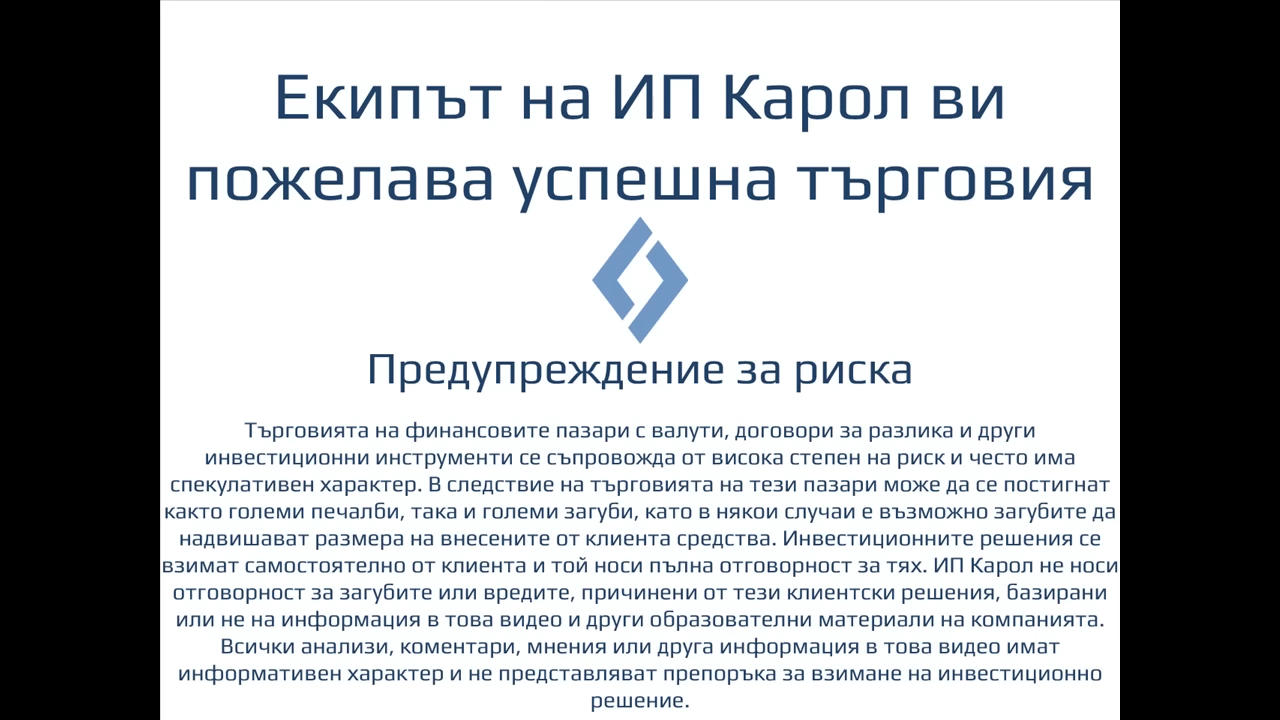 Екипът на ИП Карол ви
пожелава успешна търговия
Предупреждение за риска
Търговията на финансовите пазари с валути, договори за разлика и други
инвестиционни инструменти се съпровожда от висока степен на риск и често има
спекулативен характер. В следствие на търговията на тези пазари може да се постигнат
както големи печалби, така и големи загуби, като в някои случаи е възможно загубите да
надвишават размера на внесените от клиента средства. Инвестиционните решения се
взимат самостоятелно от клиента и той носи пълна отговорност за тях. ИП Карол не носи
отговорност за загубите или вредите, причинени от тези клиентски решения, базирани
или не на информация в това видео и други образователни материали на компанията.
Всички анализи, коментари, мнения или друга информация в това видео имат
информативен характер и не представляват препоръка за взимане на инвестиционно
решение.